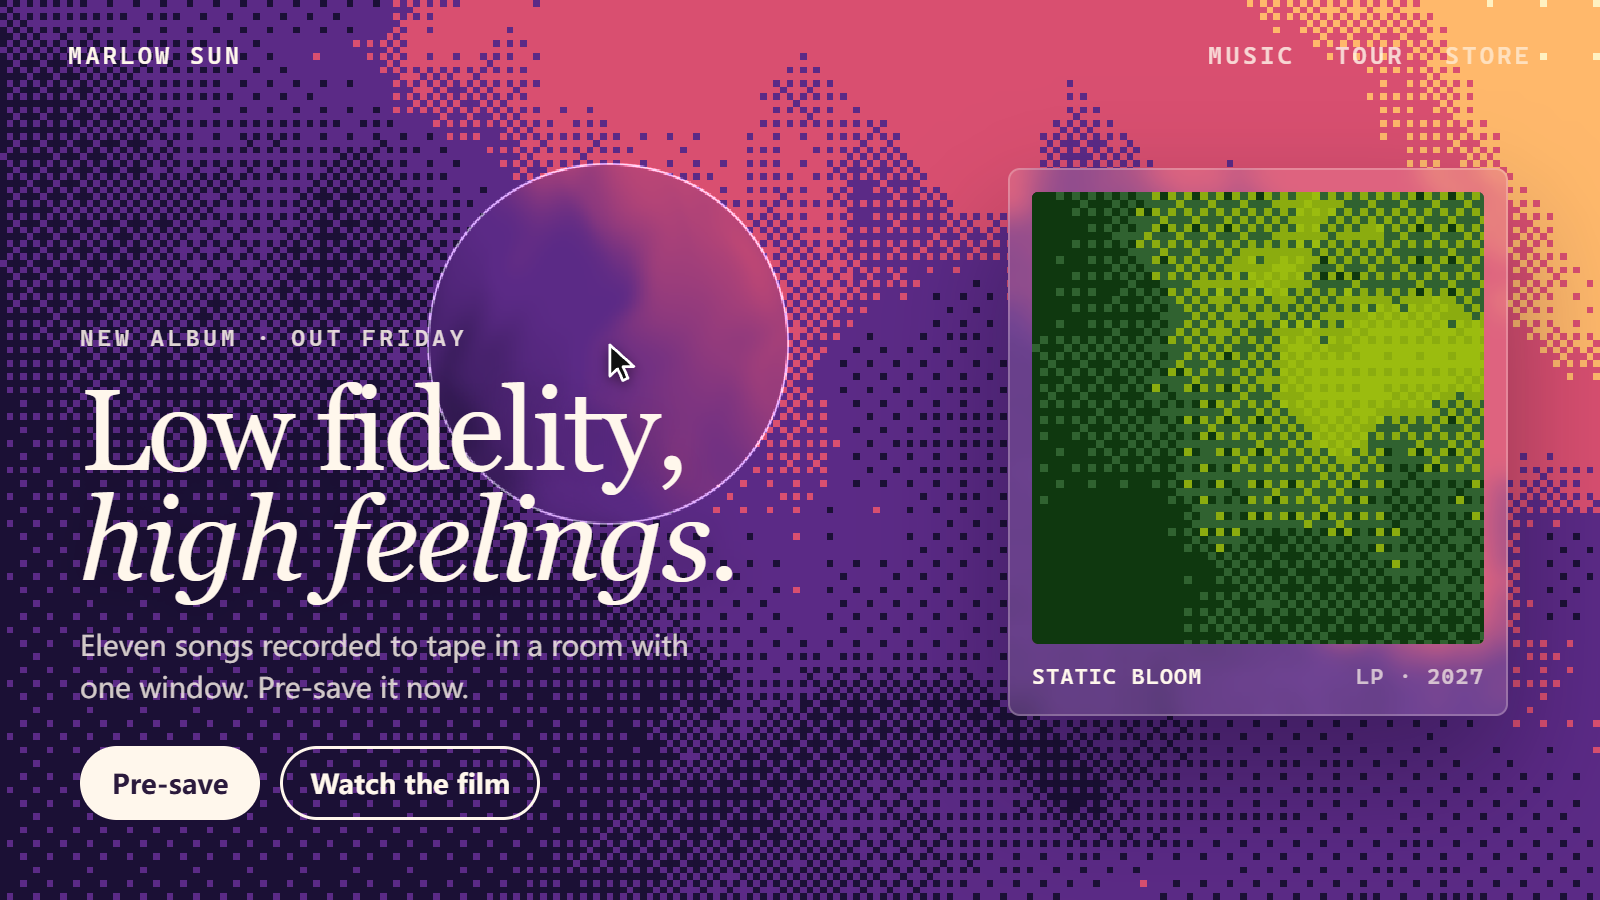 MARLOW SUN
MUSIC TOUR STORE
NEW ALBUM · OUT FRIDAY
Low fidelity,
high feelings.
Eleven songs recorded to tape in a room with
one window. Pre-save it now.
Pre-save
Watch the film
STATIC BLOOM
LP · 2027